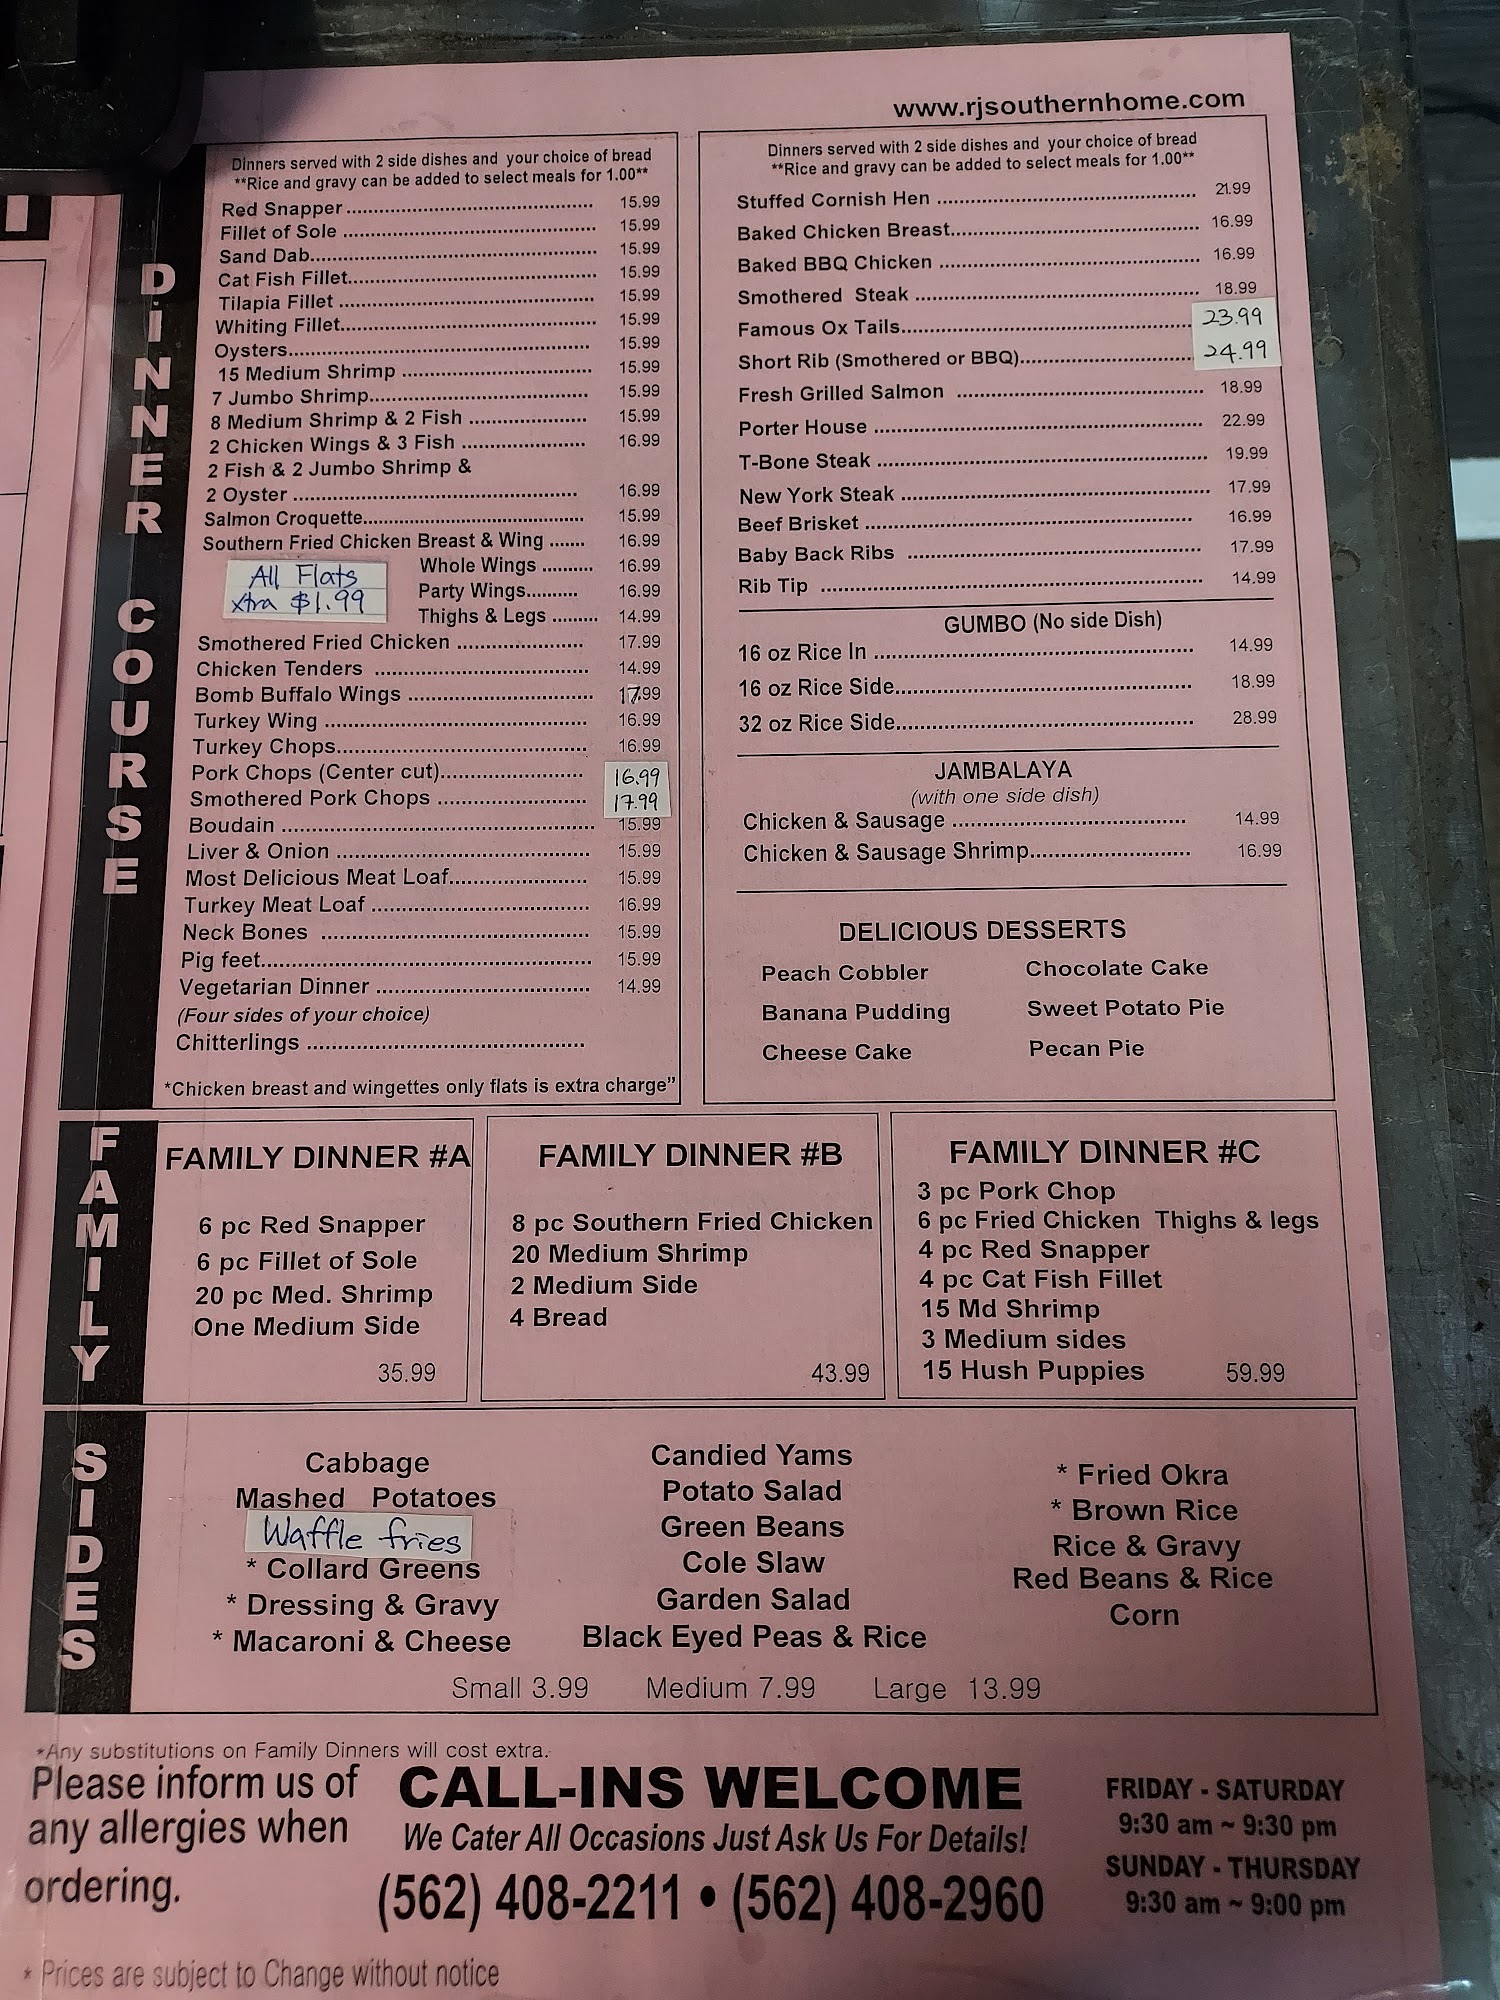 www.rjsouthernhome.com
DINNER COURSE
Dinners served with 2 side dishes and your choice of bread
**Rice and gravy can be added to select meals for 1.00**
Red Snapper 15.99
Fillet of Sole 15.99
Sand Dab 15.99
Cat Fish Fillet 15.99
Tilapia Fillet 15.99
Whiting Fillet 15.99
Oysters 15.99
15 Medium Shrimp 15.99
7 Jumbo Shrimp 15.99
8 Medium Shrimp & 2 Fish 15.99
2 Chicken Wings & 3 Fish 16.99
2 Fish & 2 Jumbo Shrimp &
2 Oyster 16.99
Salmon Croquette 15.99
Southern Fried Chicken Breast & Wing 16.99
Whole Wings 16.99
Party Wings 16.99
Thighs & Legs 14.99
All Flats
xtra $1.99
Smothered Fried Chicken 17.99
Chicken Tenders 14.99
Bomb Buffalo Wings 17.99
Turkey Wing 16.99
Turkey Chops 16.99
Pork Chops (Center cut) 16.99
Smothered Pork Chops 17.99
Boudain 15.99
Liver & Onion 15.99
Most Delicious Meat Loaf 15.99
Turkey Meat Loaf 16.99
Neck Bones 15.99
Pig feet 15.99
Vegetarian Dinner 14.99
(Four sides of your choice)
Chitterlings
*Chicken breast and wingettes only flats is extra charge"
Dinners served with 2 side dishes and your choice of bread
**Rice and gravy can be added to select meals for 1.00**
Stuffed Cornish Hen 21.99
Baked Chicken Breast 16.99
Baked BBQ Chicken 16.99
Smothered Steak 18.99
Famous Ox Tails 23.99
Short Rib (Smothered or BBQ) 24.99
Fresh Grilled Salmon 18.99
Porter House 22.99
T-Bone Steak 19.99
New York Steak 17.99
Beef Brisket 16.99
Baby Back Ribs 17.99
Rib Tip 14.99
GUMBO (No side Dish)
16 oz Rice In 14.99
16 oz Rice Side 18.99
32 oz Rice Side 28.99
JAMBALAYA
(with one side dish)
Chicken & Sausage 14.99
Chicken & Sausage Shrimp 16.99
DELICIOUS DESSERTS
Peach Cobbler Chocolate Cake
Banana Pudding Sweet Potato Pie
Cheese Cake Pecan Pie
FAMILY
FAMILY DINNER #A
6 pc Red Snapper
6 pc Fillet of Sole
20 pc Med. Shrimp
One Medium Side
35.99
FAMILY DINNER #B
8 pc Southern Fried Chicken
20 Medium Shrimp
2 Medium Side
4 Bread
43.99
FAMILY DINNER #C
3 pc Pork Chop
6 pc Fried Chicken Thighs & legs
4 pc Red Snapper
4 pc Cat Fish Fillet
15 Md Shrimp
3 Medium sides
15 Hush Puppies 59.99
SIDES
Cabbage
Mashed Potatoes
Waffle fries
* Collard Greens
* Dressing & Gravy
* Macaroni & Cheese
Candied Yams
Potato Salad
Green Beans
Cole Slaw
Garden Salad
Black Eyed Peas & Rice
* Fried Okra
* Brown Rice
Rice & Gravy
Red Beans & Rice
Corn
Small 3.99 Medium 7.99 Large 13.99
*Any substitutions on Family Dinners will cost extra.
Please inform us of
any allergies when
ordering.
CALL-INS WELCOME
We Cater All Occasions Just Ask Us For Details!
(562) 408-2211 • (562) 408-2960
FRIDAY - SATURDAY
9:30 am ~ 9:30 pm
SUNDAY - THURSDAY
9:30 am ~ 9:00 pm
* Prices are subject to Change without notice